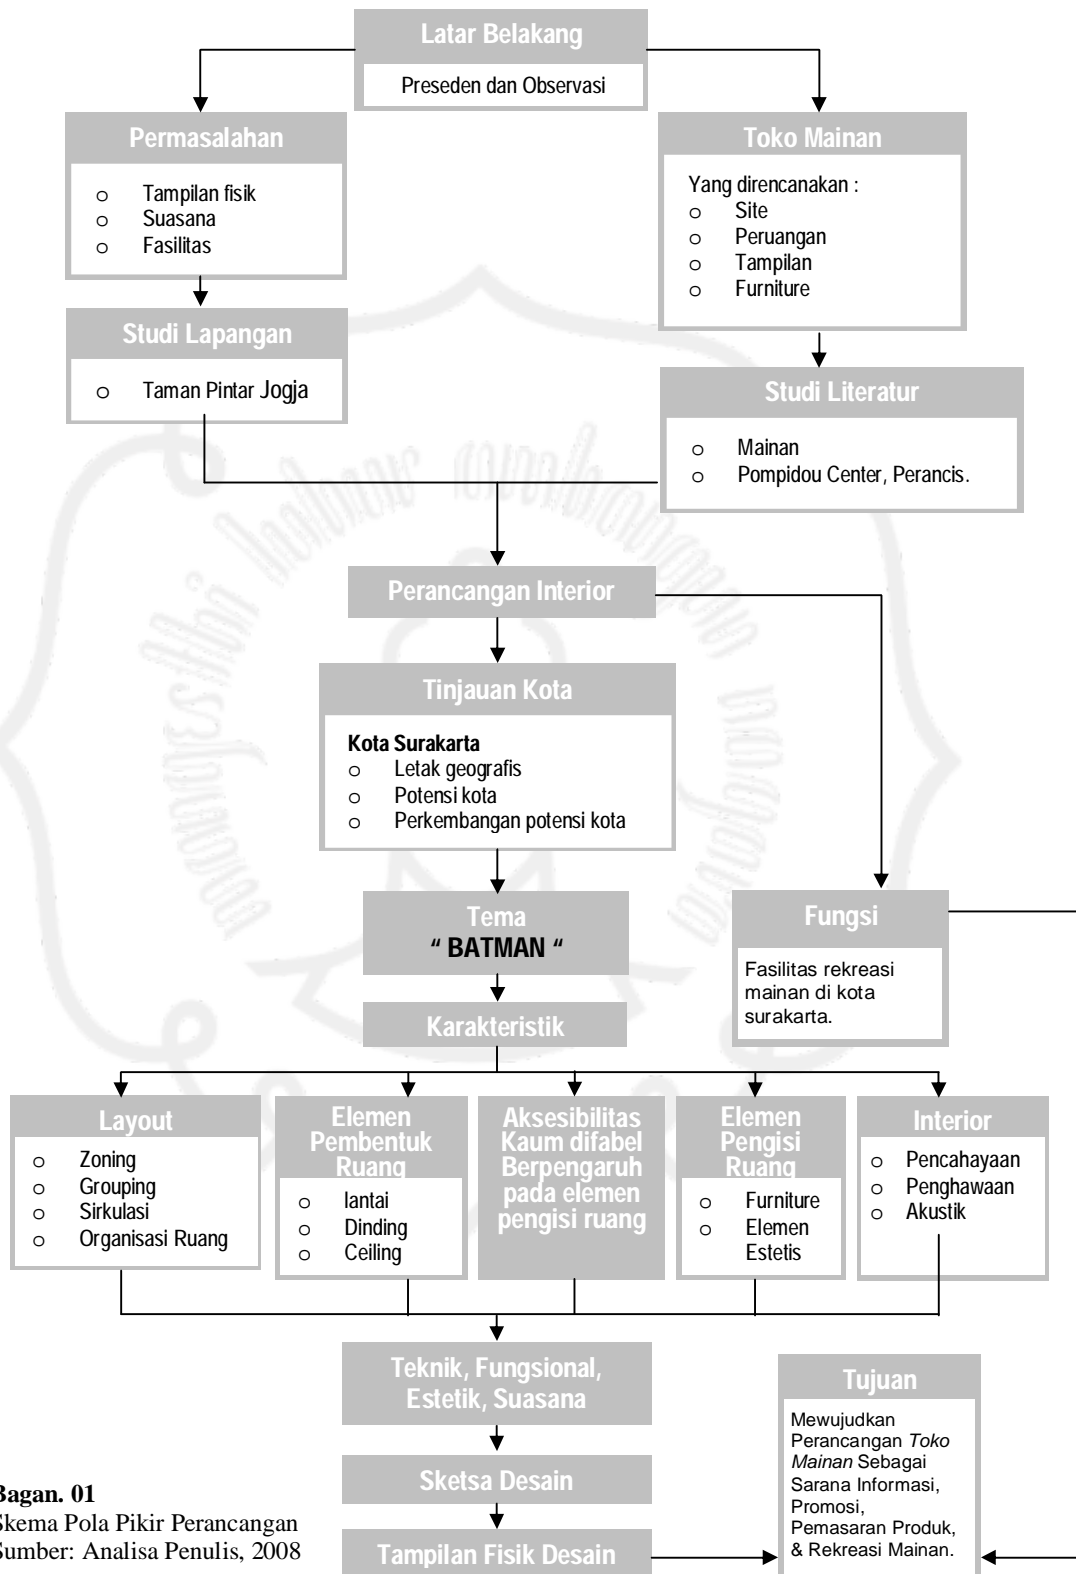 Latar Belakang
Preseden dan Observasi
Permasalahan
o Tampilan fisik
o Suasana
o Fasilitas
Toko Mainan
Yang direncanakan :
o Site
o Peruangan
o Tampilan
o Furniture
Studi Lapangan
o Taman Pintar Jogja
Studi Literatur
o Mainan
o Pompidou Center, Perancis.
Perancangan Interior
Tinjauan Kota
Kota Surakarta
o Letak geografis
o Potensi kota
o Perkembangan potensi kota
Tema
“ BATMAN “
Fungsi
Fasilitas rekreasi
mainan di kota
surakarta.
Karakteristik
Layout
o Zoning
o Grouping
o Sirkulasi
o Organisasi Ruang
Elemen
Pembentuk
Ruang
o lantai
o Dinding
o Ceiling
Aksesibilitas
Kaum difabel
Berpengaruh
pada elemen
pengisi ruang
Elemen
Pengisi
Ruang
o Furniture
o Elemen
Estetis
Interior
o Pencahayaan
o Penghawaan
o Akustik
Teknik, Fungsional,
Estetik, Suasana
Sketsa Desain
Tampilan Fisik Desain
Tujuan
Mewujudkan
Perancangan Toko
Mainan Sebagai
Sarana Informasi,
Promosi,
Pemasaran Produk,
& Rekreasi Mainan.
Bagan. 01
Skema Pola Pikir Perancangan
Sumber: Analisa Penulis, 2008